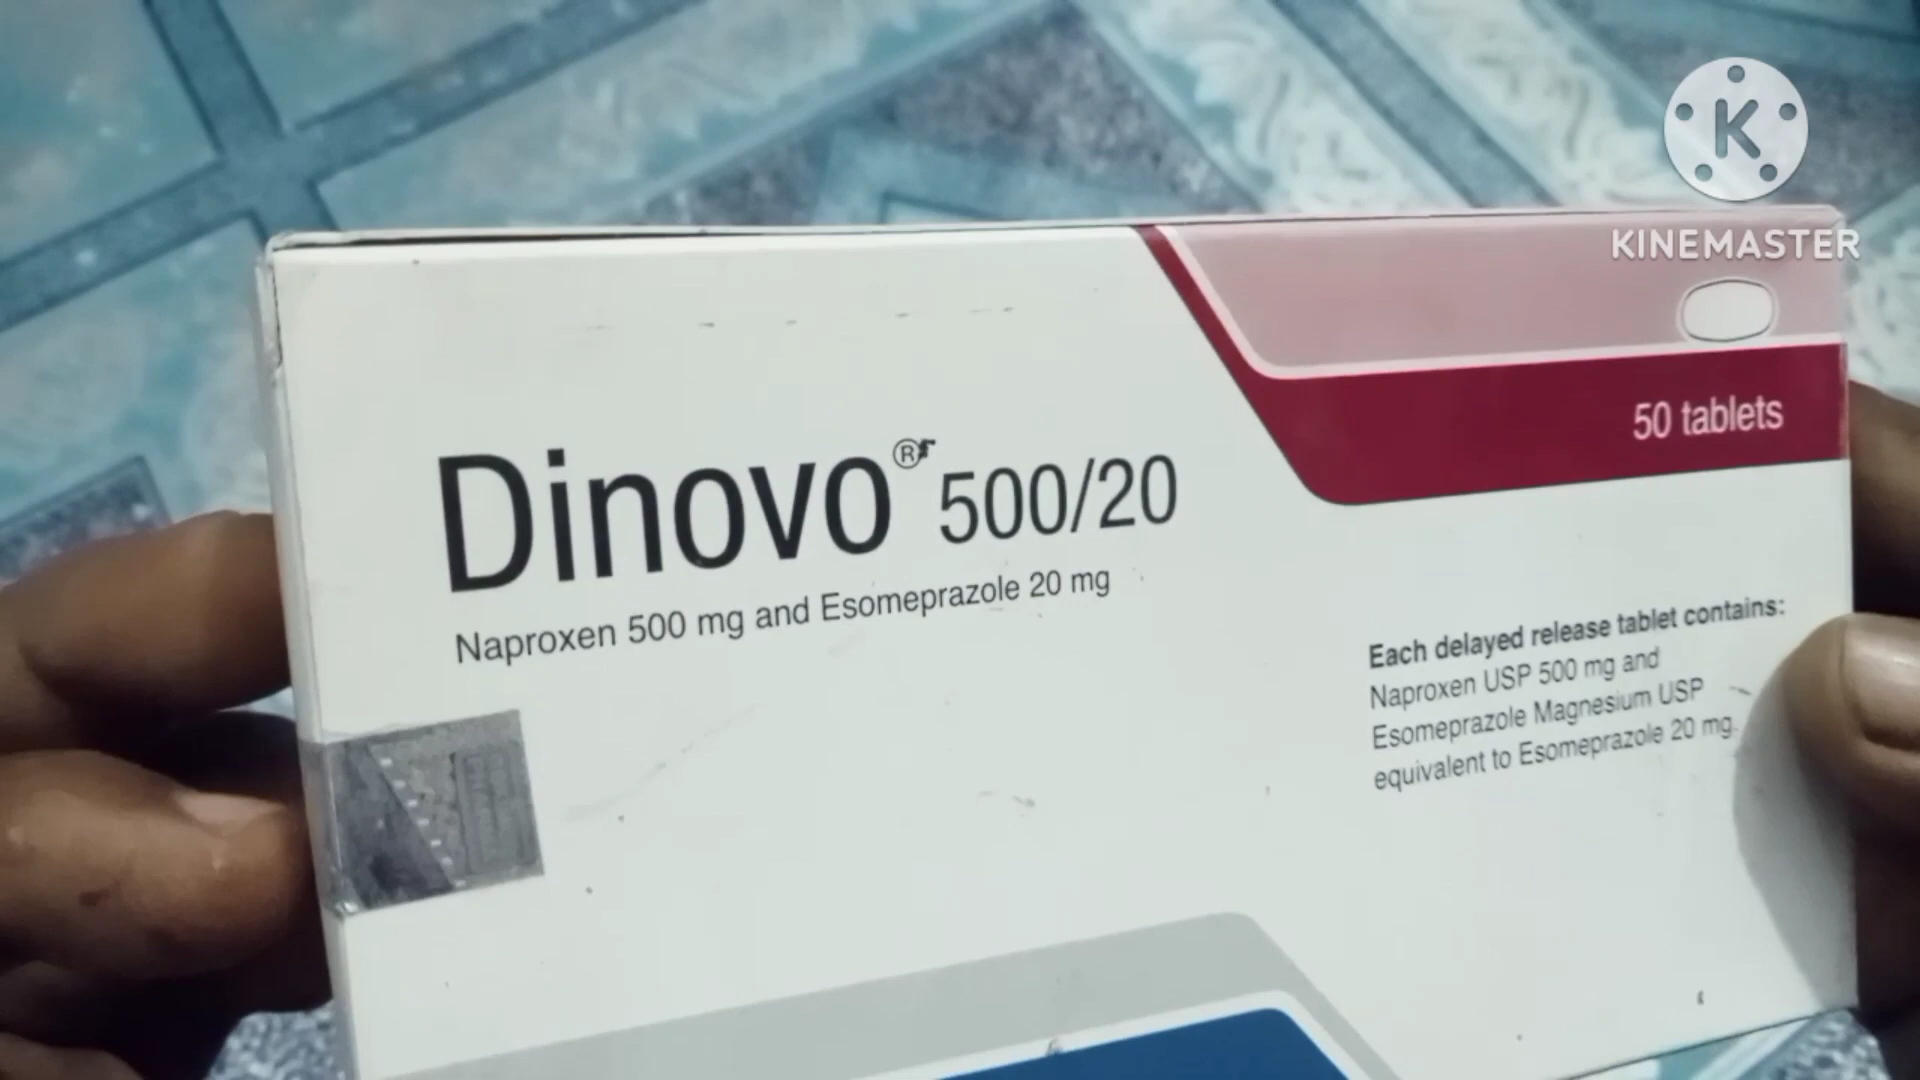 K
KINEMASTER
50 tablets
Dinovo® 500/20
Naproxen 500 mg and Esomeprazole 20 mg
Each delayed release tablet contains:
Naproxen USP 500 mg and
Esomeprazole Magnesium USP
equivalent to Esomeprazole 20 mg.